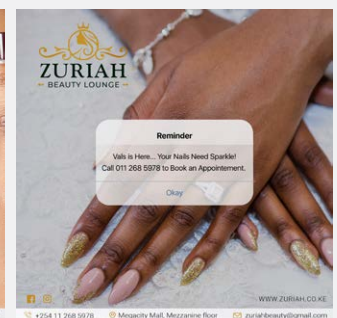 ZURIAH
BEAUTY LOUNGE
Reminder
Vals is Here... Your Nails Need Sparkle!
Call 011 268 5978 to Book an Appointement.
Okay
WWW.ZURIAH.CO.KE
+254 11 268 5978 Megacity Mall, Mezzanine floor zuriahbeauty@gmail.com